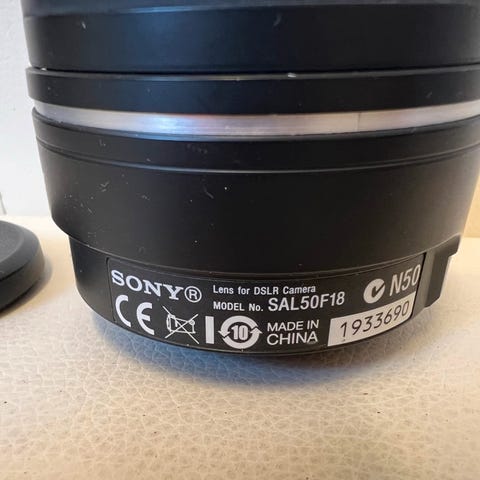 SONY® Lens for DSLR Camera
MODEL No. SAL50F18 N50
CE 10 MADE IN CHINA 1933690